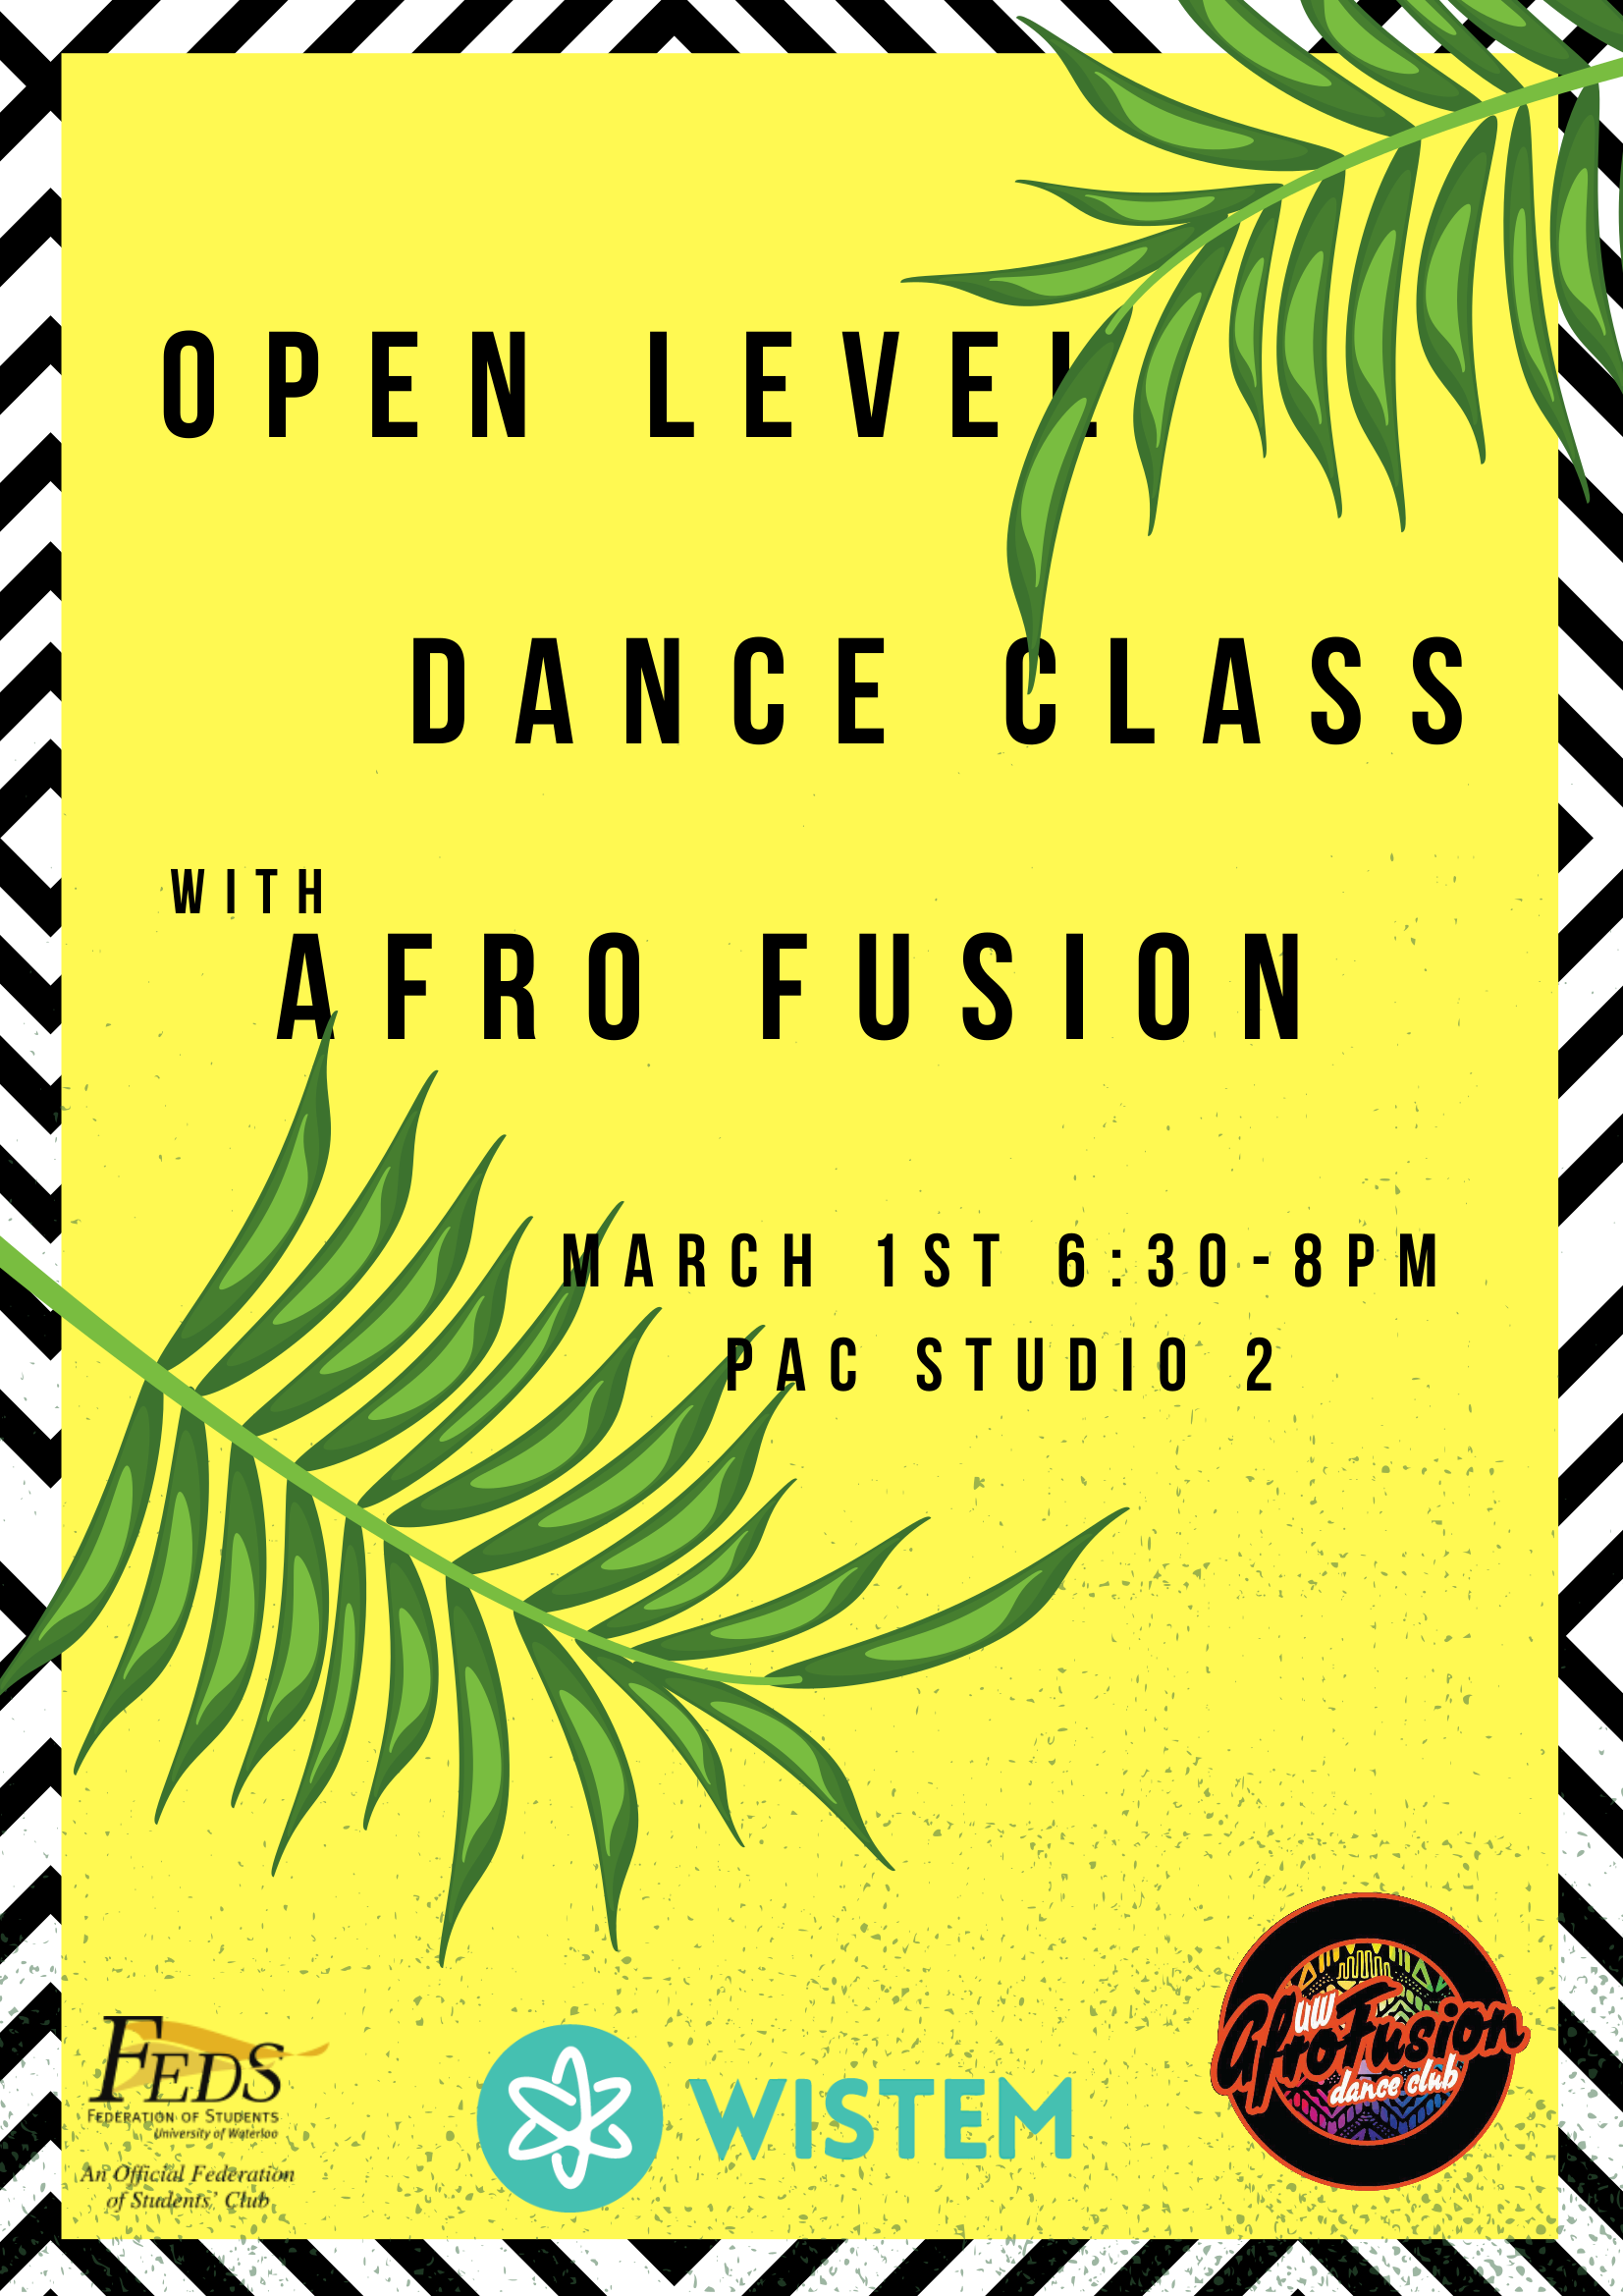 OPEN LEVEL
DANCE CLASS
WITH
AFRO FUSION
MARCH 1ST 6:30-8PM
PAC STUDIO 2
FEDS
FEDERATION OF STUDENTS
University of Waterloo
An Official Federation
of Students' Club
WISTEM
UW
AfroFusion
dance club